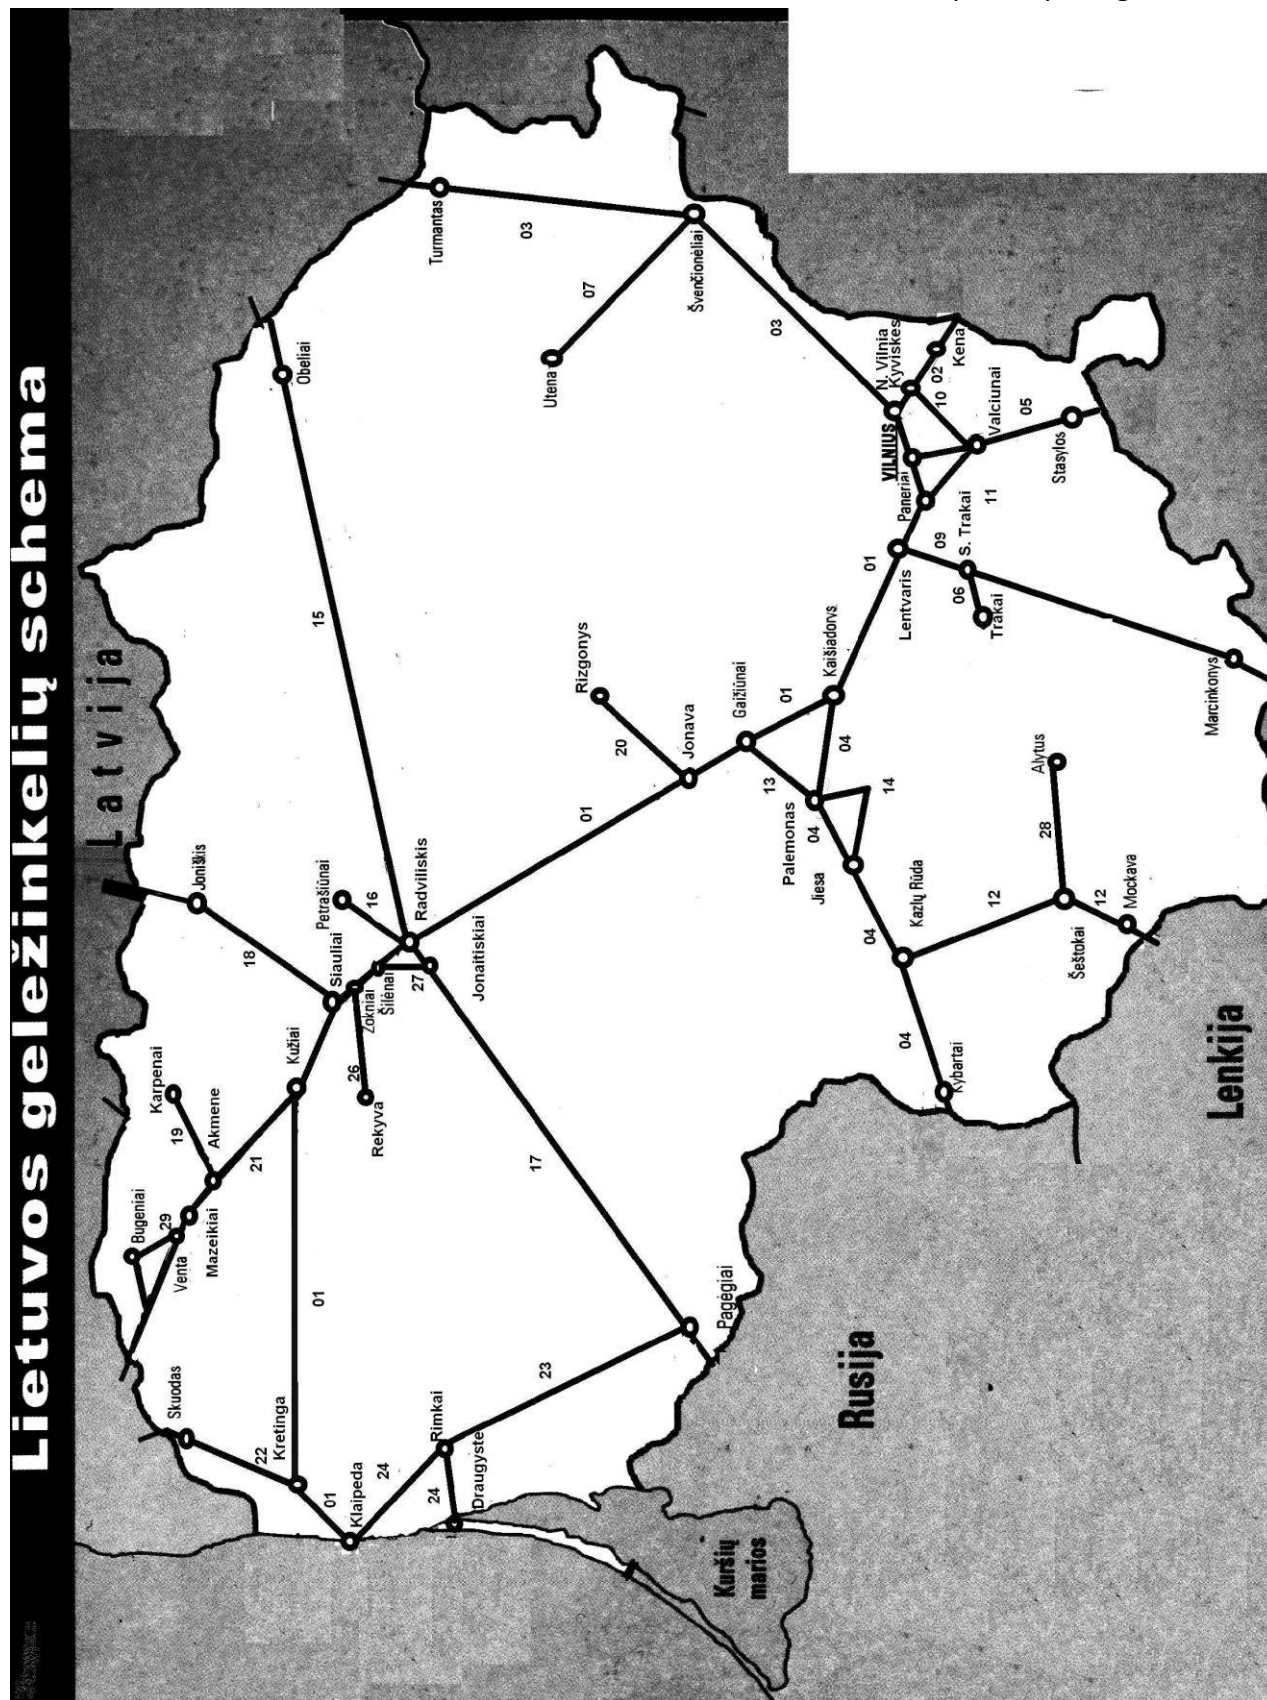 Lietuvos geležinkelių schema
Latvija
Skuodas
22
Kretinga
01
Klaipeda
24
Rimkai
24
Draugyste
23
Pagėgiai
Bugeniai
29
Venta
Mazeikiai
Karpenai
19
Akmene
21
Kužiai
01
Joniškis
18
Siauliai
Zokniai
Šilėnai
26
Rekyva
Petrašiūnai
16
Radviliskis
27
Jonaitiskiai
17
15
Obeliai
Turmantas
03
07
Utena
Švenčionėliai
03
01
Rizgonys
20
Jonava
Gaižiūnai
01
13
04
Kaišiadorys
Palemonas
04
14
Jiesa
04
Kazlų Rūda
04
Kybartai
12
Šeštokai
28
Alytus
12
Mockava
01
Lentvaris
Paneriai
VILNIUS
N. Vilnia
Kyviskes
02
Kena
10
Valciunai
05
Stasylos
11
09
S. Trakai
06
Trakai
Marcinkonys
Kuršių
marios
Rusija
Lenkija